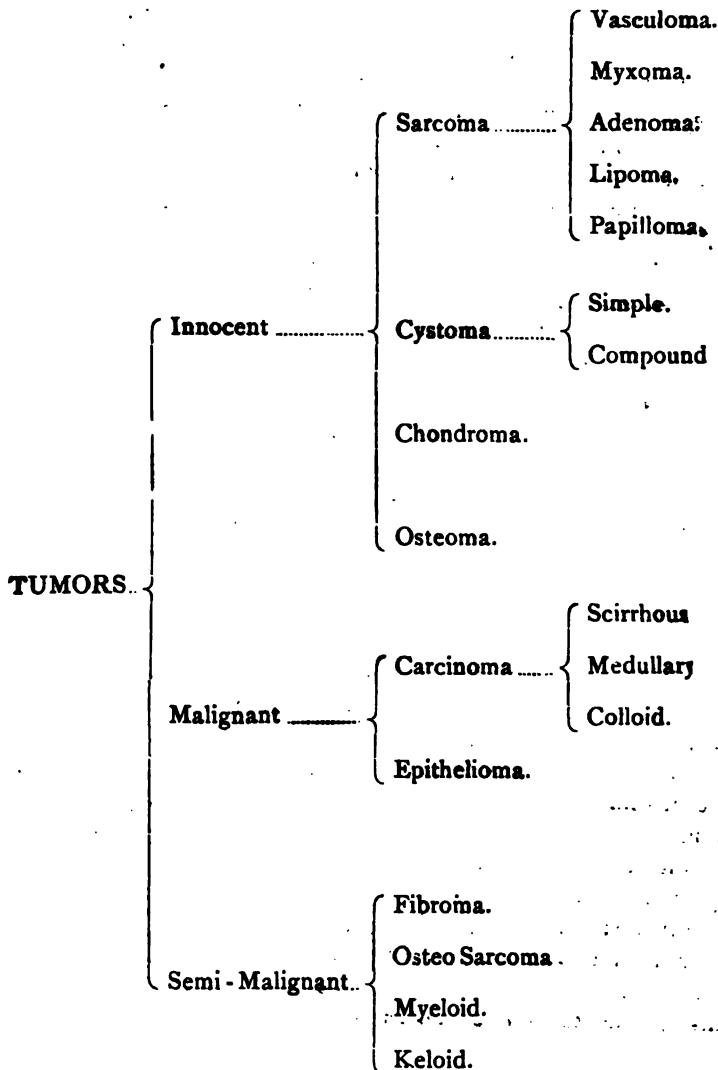 Vasculoma.
Myxoma.
Sarcoma ........... Adenoma.
Lipoma.
Papilloma.
Simple.
Innocent ................. Cystoma ...........
Compound
Chondroma.
Osteoma.
TUMORS..
Scirrhous
Carcinoma ...... Medullary
Malignant ............. Colloid.
Epithelioma.
Fibroma.
Osteo Sarcoma.
Semi - Malignant..
Myeloid.
Keloid.